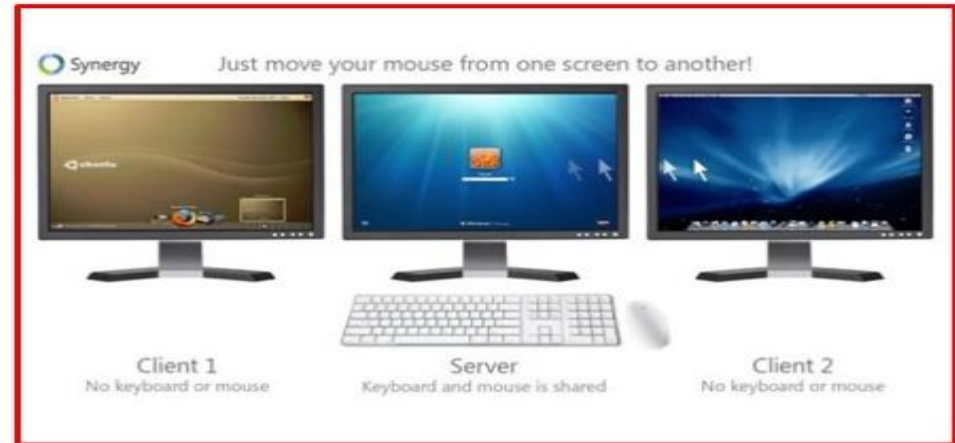 Synergy
Just move your mouse from one screen to another!
ubuntu
Client 1
No keyboard or mouse
Server
Keyboard and mouse is shared
Client 2
No keyboard or mouse